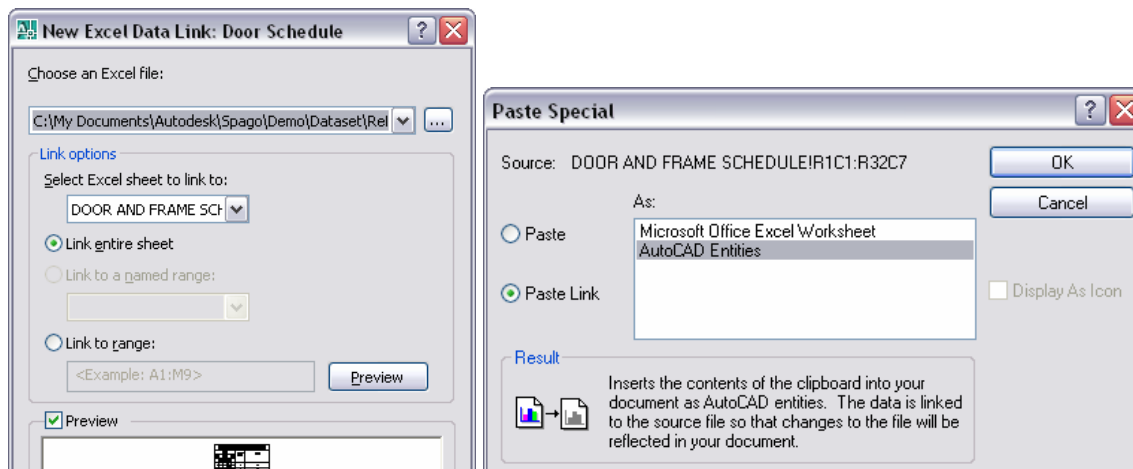 New Excel Data Link: Door Schedule
Choose an Excel file:
C:\My Documents\Autodesk\Spago\Demo\Dataset\Rel
...
Link options
Select Excel sheet to link to:
DOOR AND FRAME SCH
Link entire sheet
Link to a named range:
Link to range:
<Example: A1:M9>
Preview
Preview
Paste Special
Source: DOOR AND FRAME SCHEDULE!R1C1:R32C7
OK
Cancel
As:
Paste
Microsoft Office Excel Worksheet
AutoCAD Entities
Paste Link
Display As Icon
Result
Inserts the contents of the clipboard into your
document as AutoCAD entities. The data is linked
to the source file so that changes to the file will be
reflected in your document.